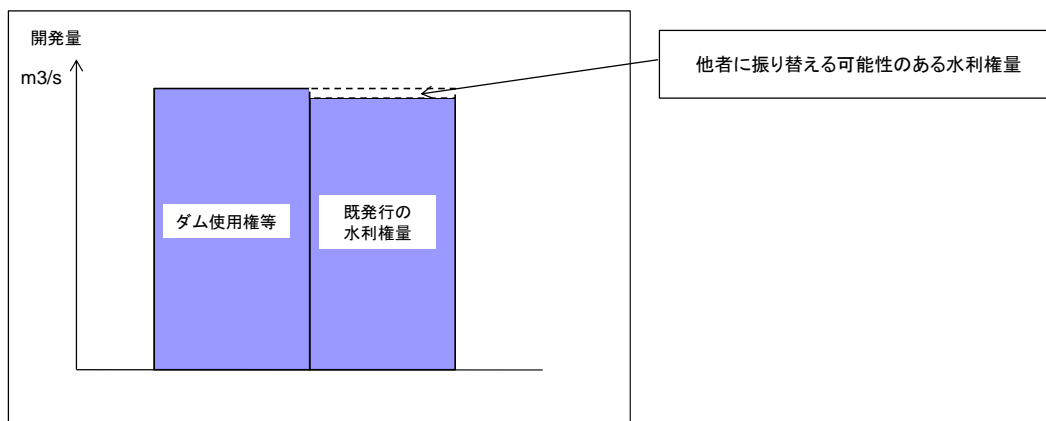 開発量
m3/s
他者に振り替える可能性のある水利権量
ダム使用権等
既発行の
水利権量